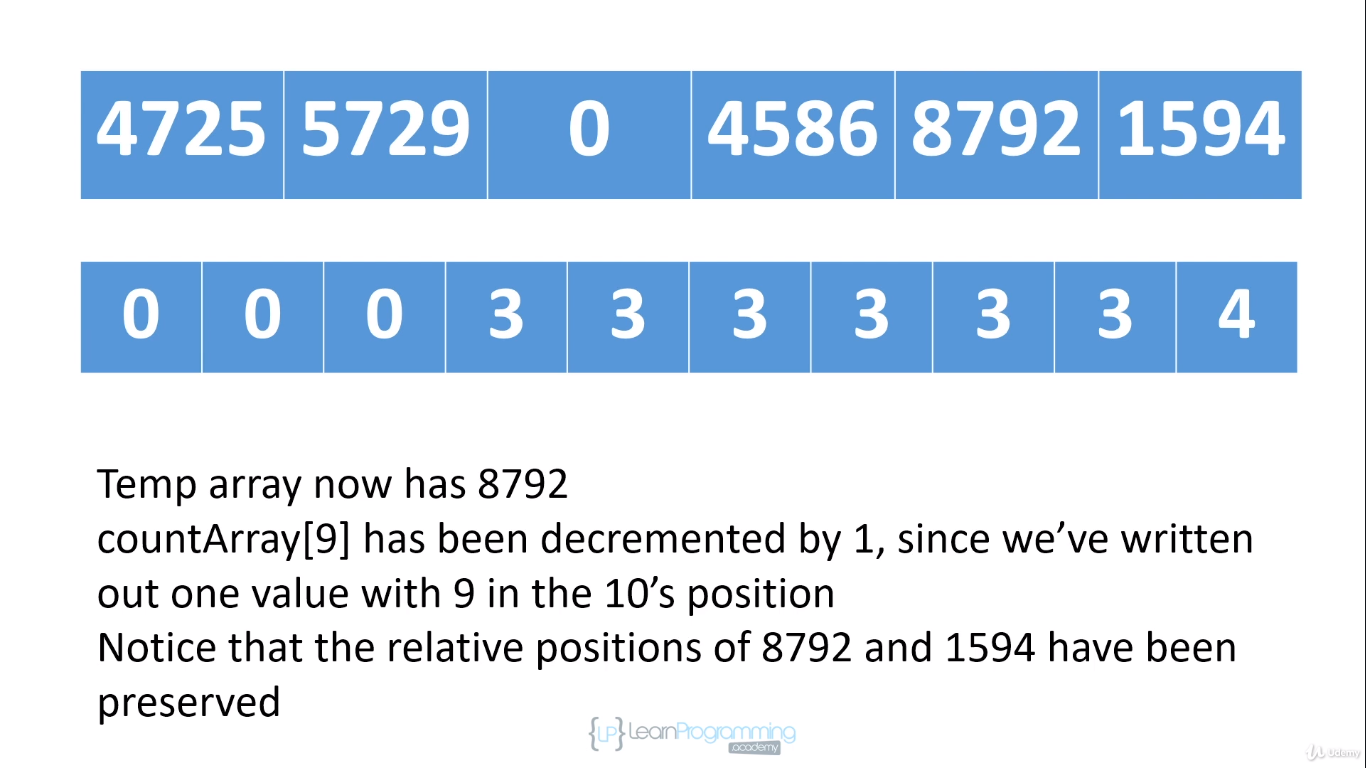 4725 5729 0 4586 8792 1594
0 0 0 3 3 3 3 3 3 4
Temp array now has 8792
countArray[9] has been decremented by 1, since we’ve written
out one value with 9 in the 10’s position
Notice that the relative positions of 8792 and 1594 have been
preserved
{LP} LearnProgramming
.academy
Udemy